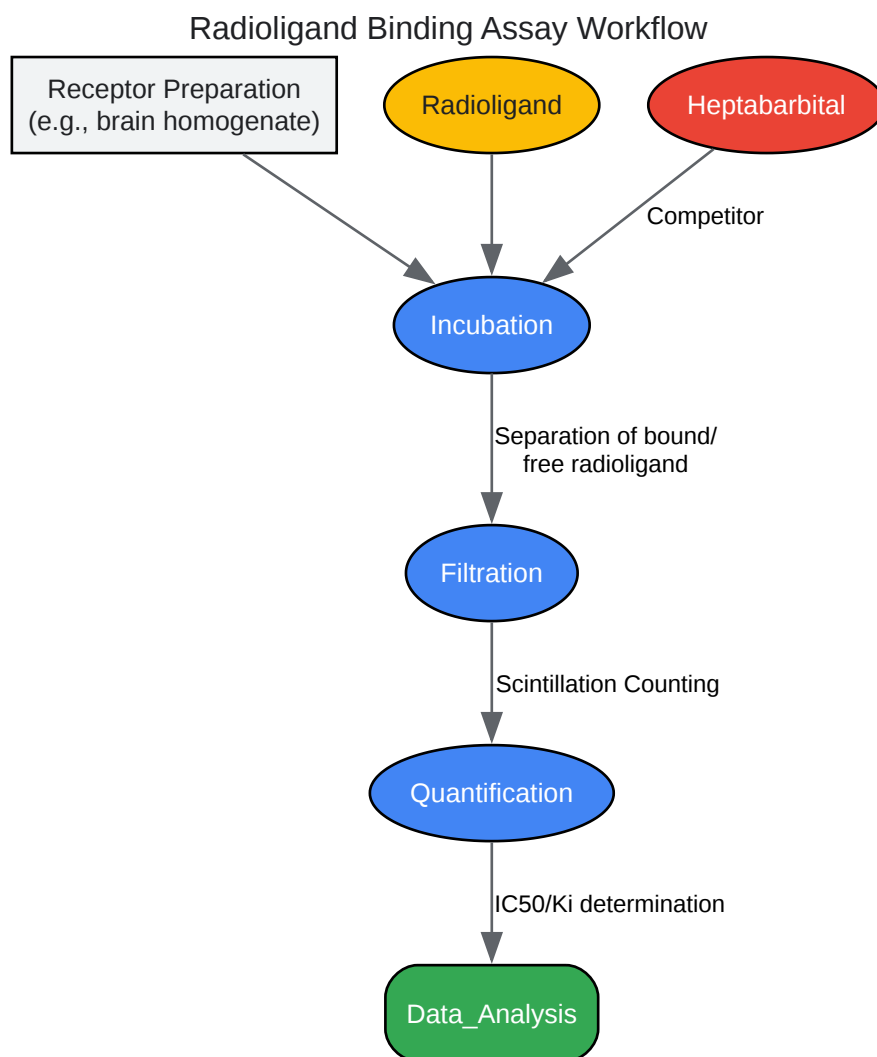 Radioligand Binding Assay Workflow
Receptor Preparation
(e.g., brain homogenate)
Radioligand
Heptabarbital
Competitor
Incubation
Separation of bound/
free radioligand
Filtration
Scintillation Counting
Quantification
IC50/Ki determination
Data_Analysis